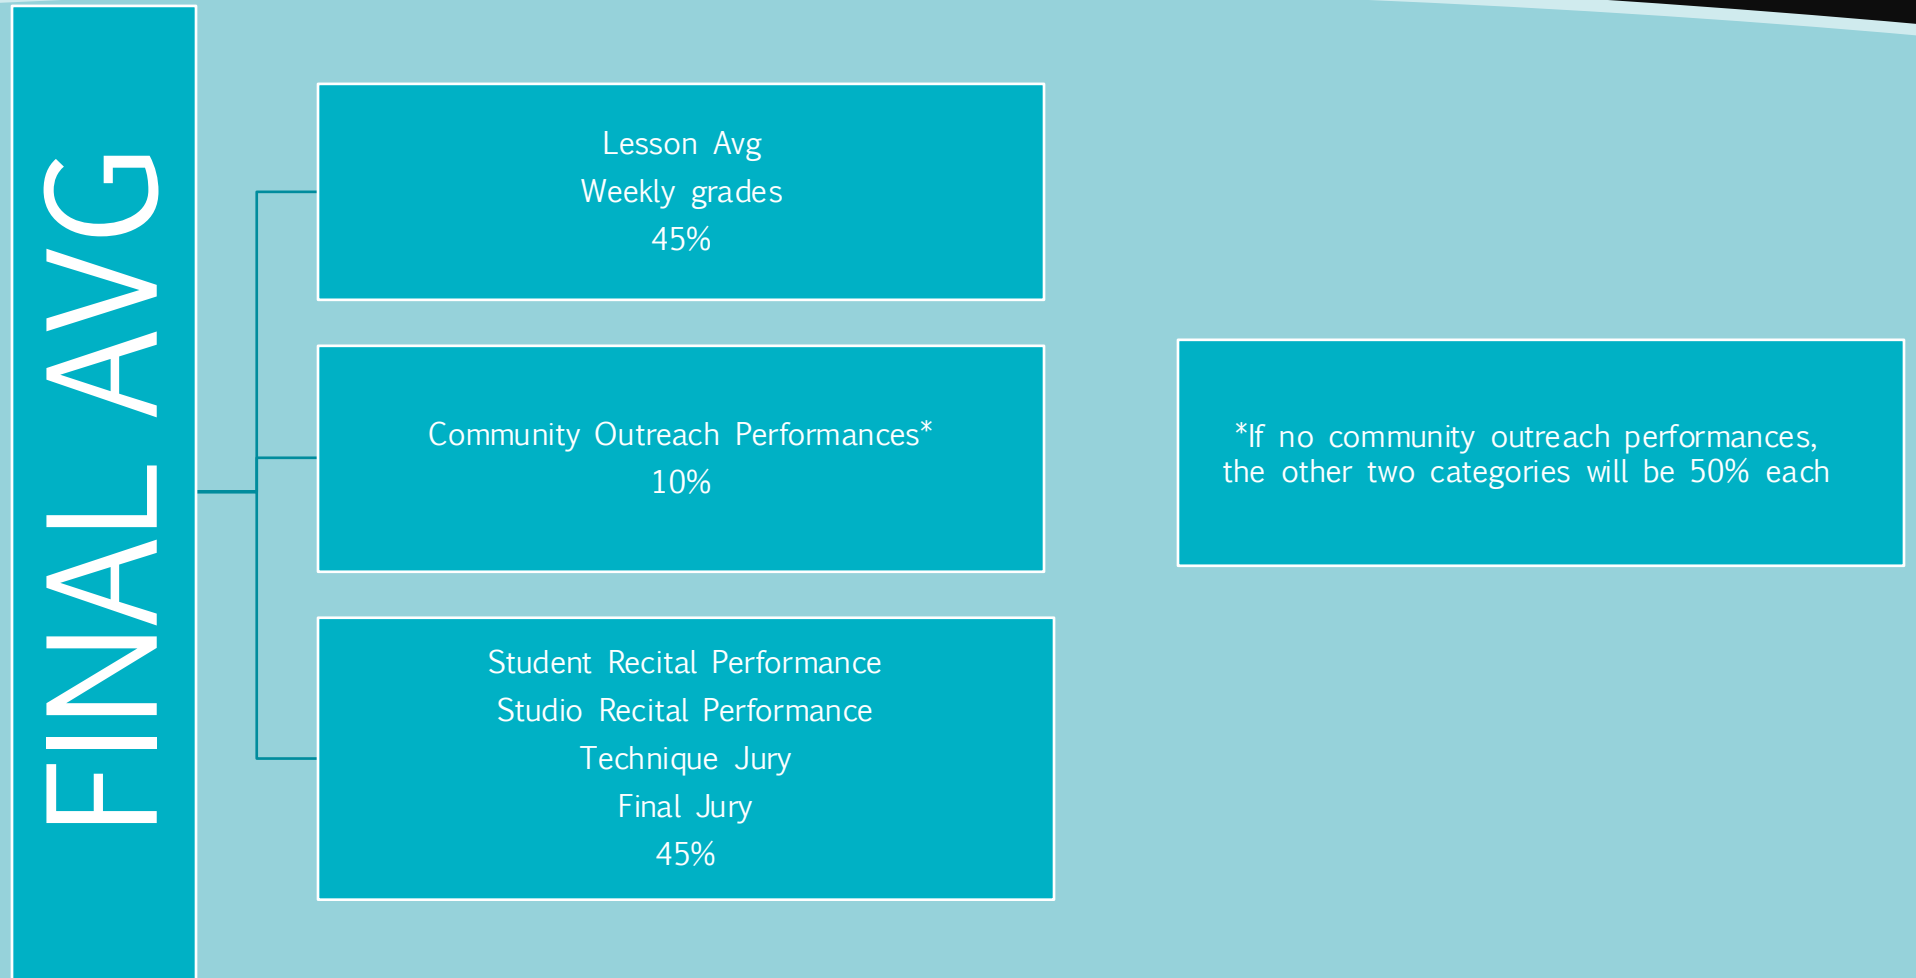 FINAL AVG
Lesson Avg
Weekly grades
45%
Community Outreach Performances*
10%
*If no community outreach performances,
the other two categories will be 50% each
Student Recital Performance
Studio Recital Performance
Technique Jury
Final Jury
45%